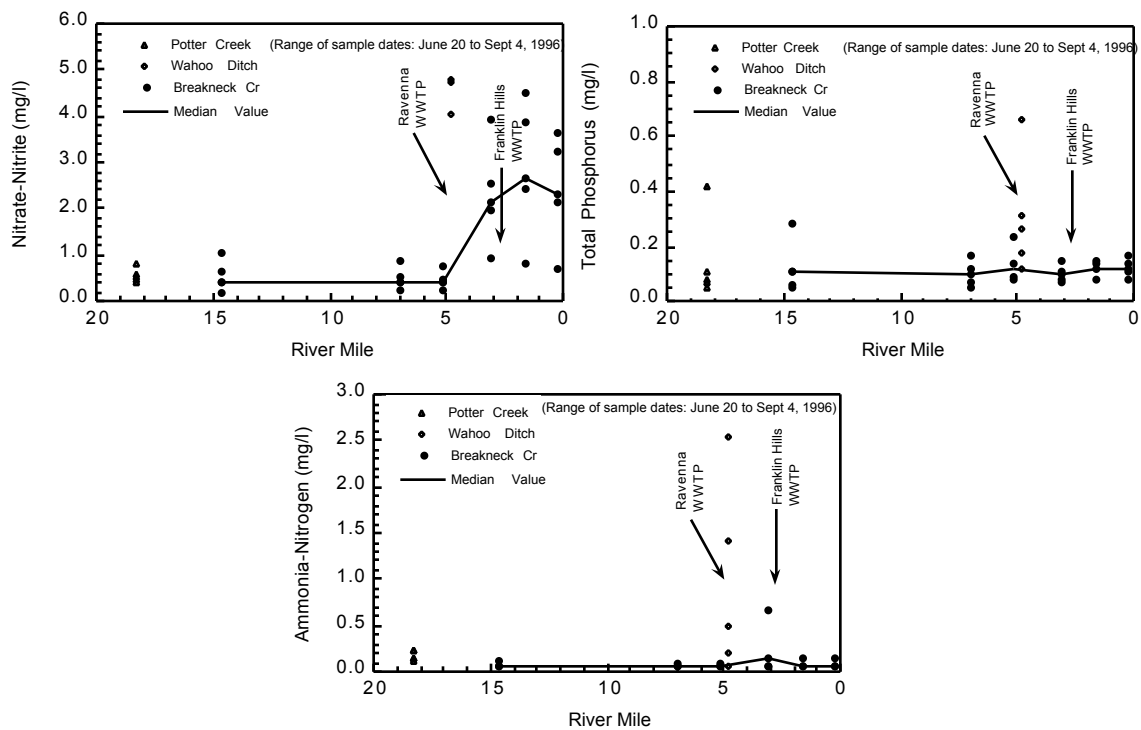 6.0
5.0
4.0
3.0
2.0
1.0
0.0
Nitrate-Nitrite (mg/l)
Potter Creek
(Range of sample dates: June 20 to Sept 4, 1996)
Wahoo Ditch
Breakneck Cr
Median Value
Ravenna
WWTP
Franklin Hills
WWTP
20
15
10
5
0
River Mile
1.0
0.8
0.6
0.4
0.2
0.0
Total Phosphorus (mg/l)
Potter Creek
(Range of sample dates: June 20 to Sept 4, 1996)
Wahoo Ditch
Breakneck Cr
Median Value
Ravenna
WWTP
Franklin Hills
WWTP
20
15
10
5
0
River Mile
3.0
2.5
2.0
1.5
1.0
0.5
0.0
Ammonia-Nitrogen (mg/l)
Potter Creek
(Range of sample dates: June 20 to Sept 4, 1996)
Wahoo Ditch
Breakneck Cr
Median Value
Ravenna
WWTP
Franklin Hills
WWTP
20
15
10
5
0
River Mile